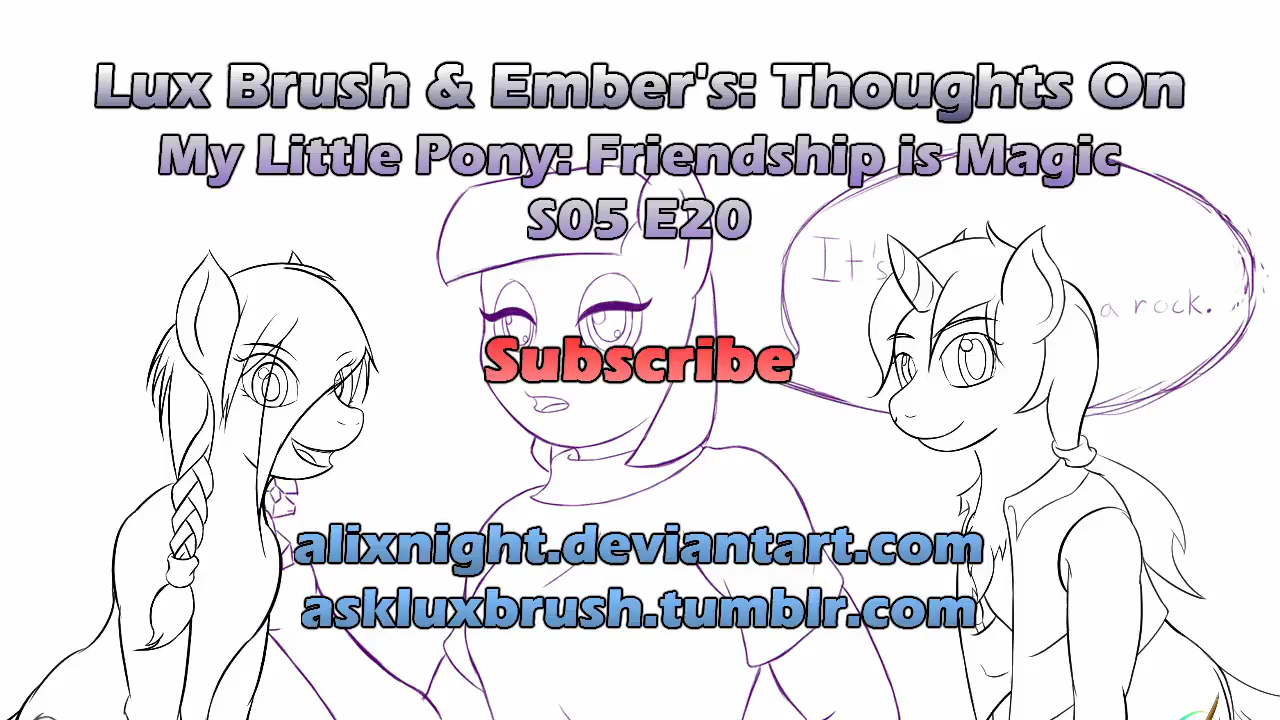 Lux Brush & Ember's: Thoughts On
My Little Pony: Friendship is Magic
S05 E20
It's
a rock.
Subscribe
alixnight.deviantart.com
askluxbrush.tumblr.com